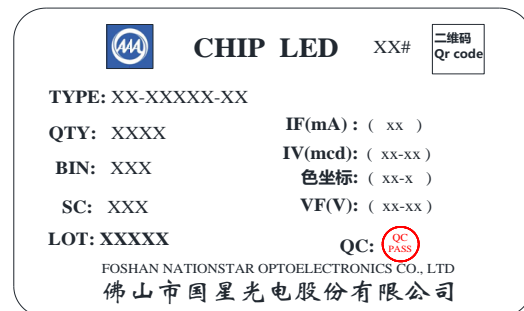 AAA CHIP LED XX# 二维码
Qr code
TYPE: XX-XXXXX-XX
QTY: XXXX IF(mA) : ( xx )
IV(mcd): ( xx-xx )
BIN: XXX 色坐标: ( xx-x )
SC: XXX VF(V): ( xx-xx )
LOT: XXXXX QC: QC
PASS
FOSHAN NATIONSTAR OPTOELECTRONICS CO., LTD
佛山市国星光电股份有限公司